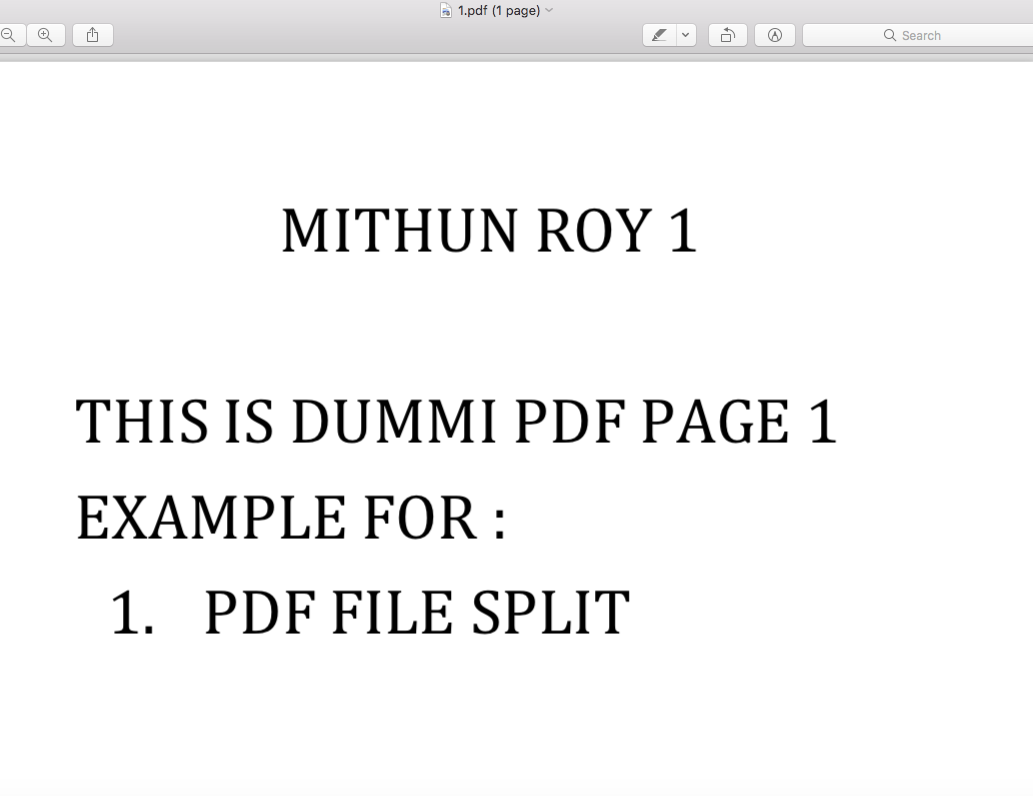 1.pdf (1 page)
Search
MITHUN ROY 1
THIS IS DUMMI PDF PAGE 1
EXAMPLE FOR :
1. PDF FILE SPLIT